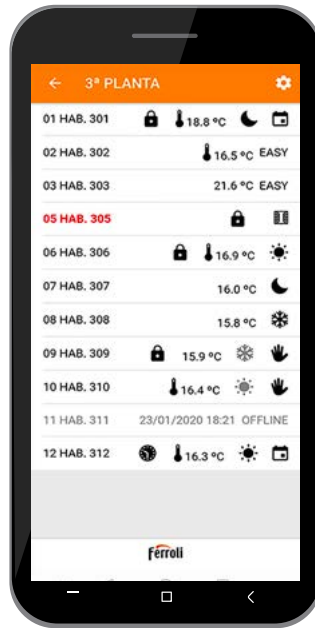 3ª PLANTA
01 HAB. 301 18.8 ºC
02 HAB. 302 16.5 ºC EASY
03 HAB. 303 21.6 ºC EASY
05 HAB. 305
06 HAB. 306 16.9 ºC
07 HAB. 307 16.0 ºC
08 HAB. 308 15.8 ºC
09 HAB. 309 15.9 ºC
10 HAB. 310 16.4 ºC
11 HAB. 311 23/01/2020 18:21 OFFLINE
12 HAB. 312 16.3 ºC
Ferroli